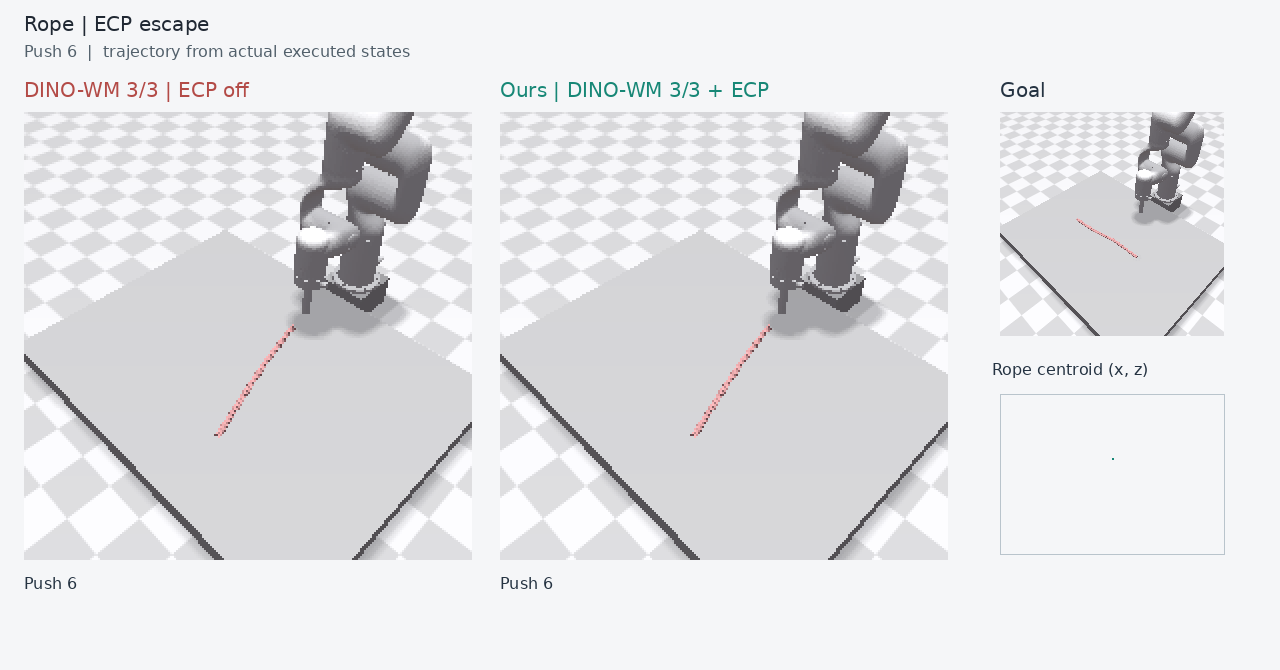 Rope | ECP escape
Push 6 | trajectory from actual executed states
DINO-WM 3/3 | ECP off
Ours | DINO-WM 3/3 + ECP
Goal
Rope centroid (x, z)
Push 6
Push 6